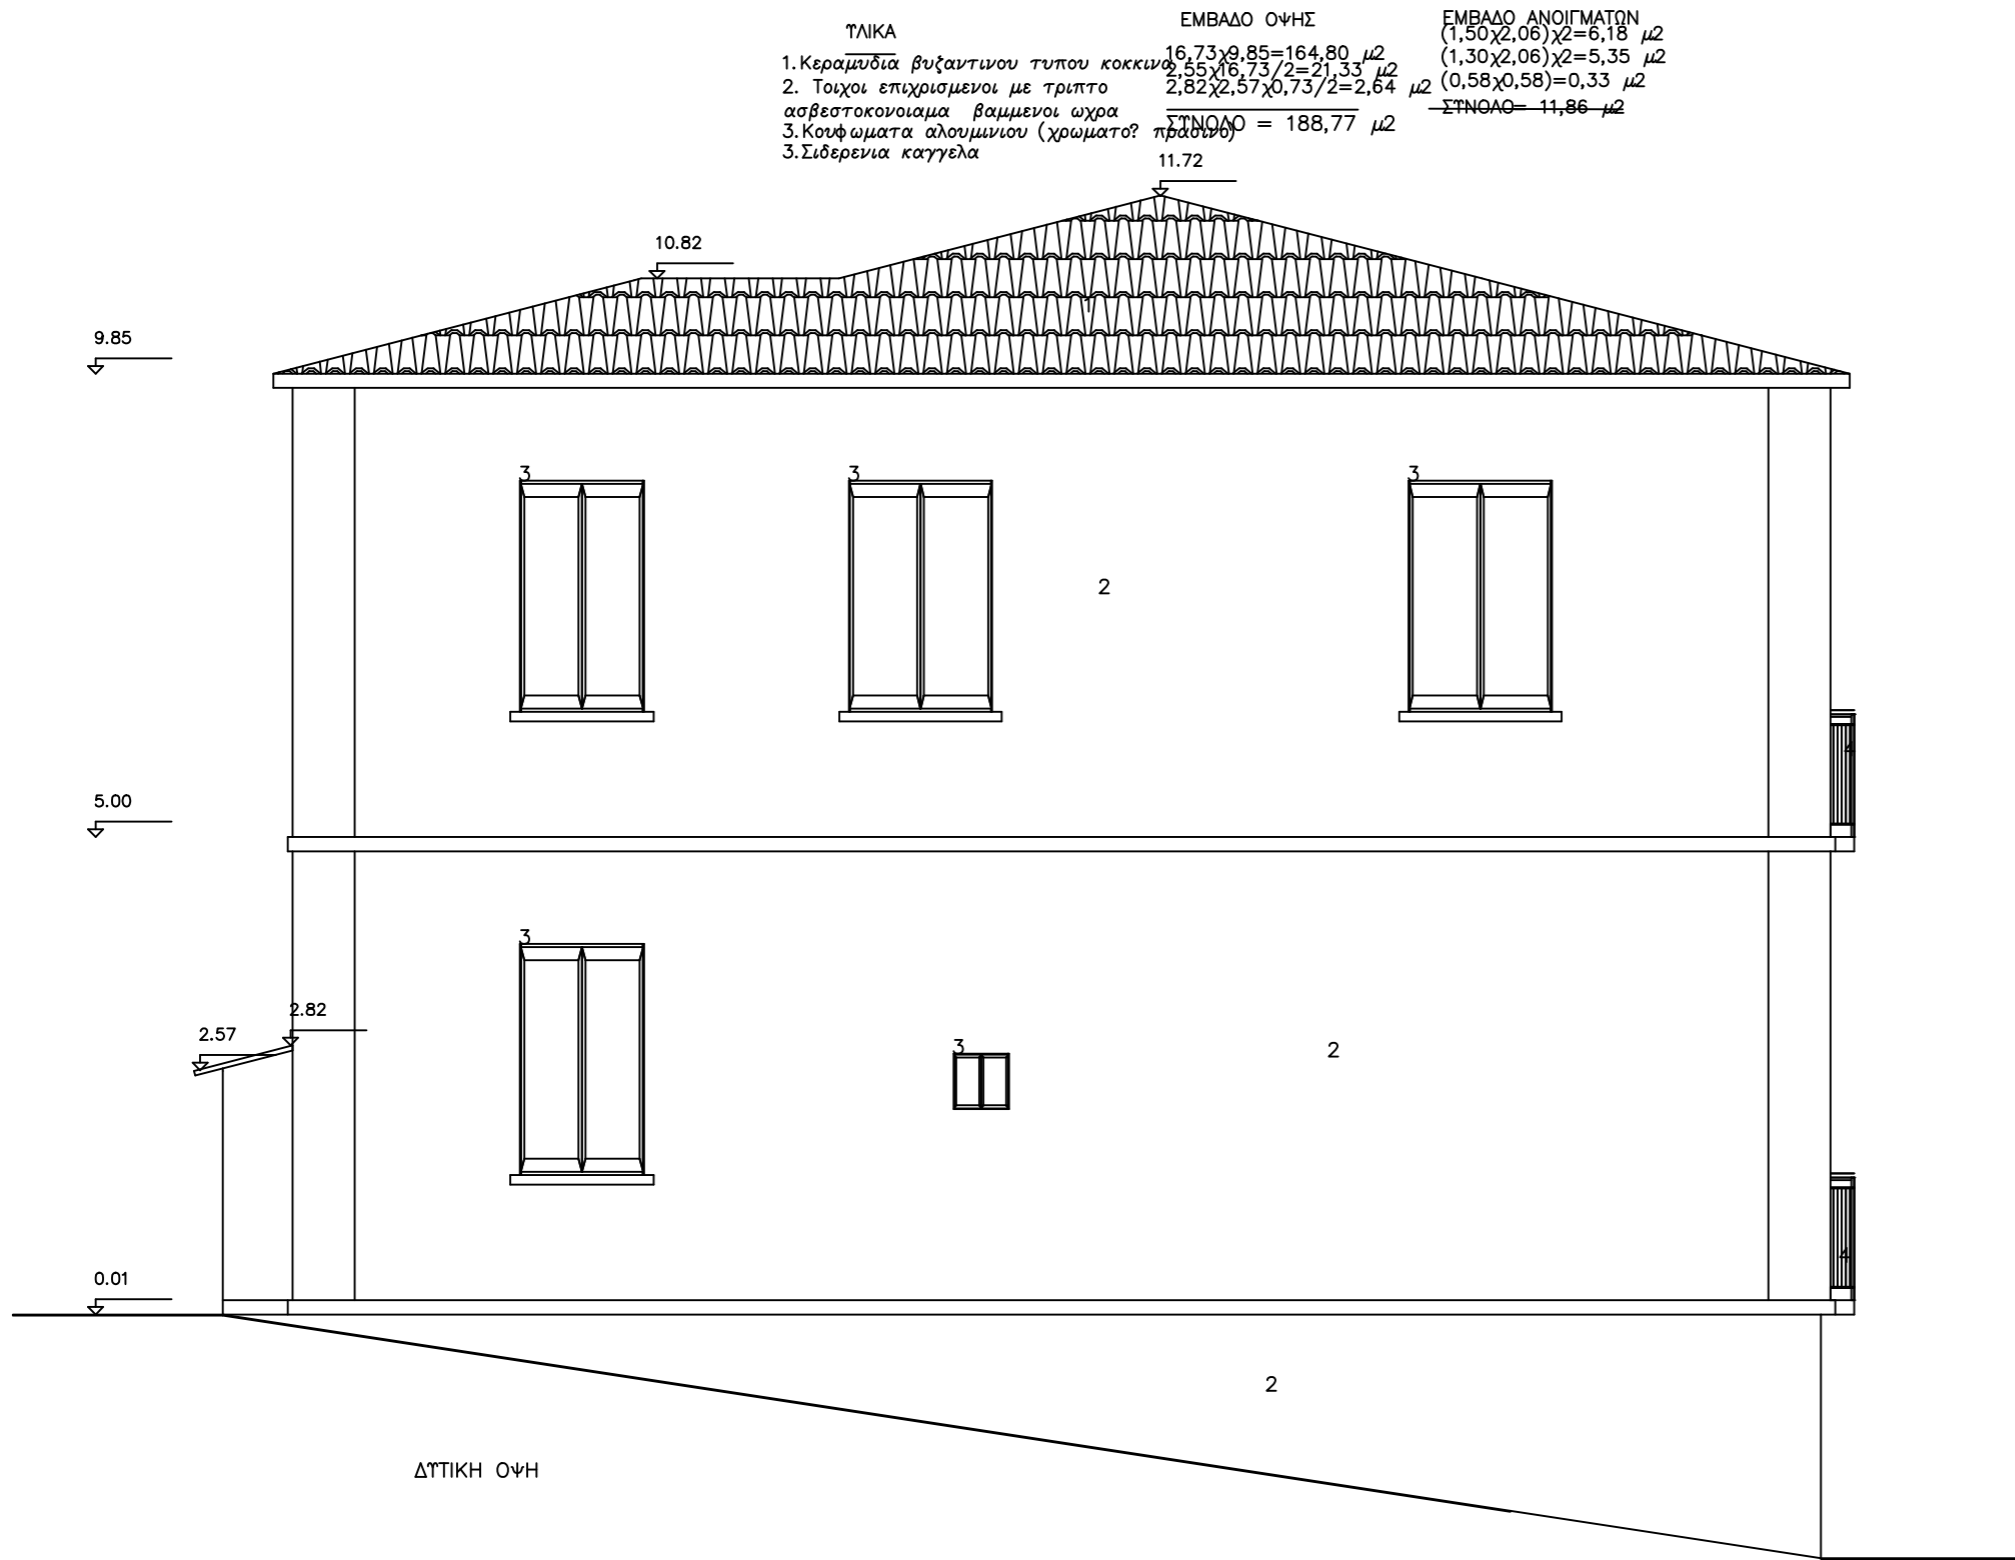 ΥΛΙΚΑ
1.Κεραμυδια βυζαντινου τυπου κοκκινα
2. Τοιχοι επιχρισμενοι με τριπτο
ασβεστοκονοιαμα βαμμενοι ωχρα
3.Κουφωματα αλουμινιου (χρωματο? πρασινο)
3.Σιδερενια καγγελα
ΕΜΒΑΔΟ ΟΨΗΣ
16,73χ9,85=164,80 μ2
2,55χ16,73/2=21,33 μ2
2,82χ2,57χ0,73/2=2,64 μ2
ΣΥΝΟΛΟ = 188,77 μ2
ΕΜΒΑΔΟ ΑΝΟΙΓΜΑΤΩΝ
(1,50χ2,06)χ2=6,18 μ2
(1,30χ2,06)χ2=5,35 μ2
(0,58χ0,58)=0,33 μ2
ΣΥΝΟΛΟ= 11,86 μ2
11.72
10.82
1
9.85
3
3
3
2
4
5.00
3
2.82
2.57
3
2
4
0.01
2
ΔΥΤΙΚΗ ΟΨΗ